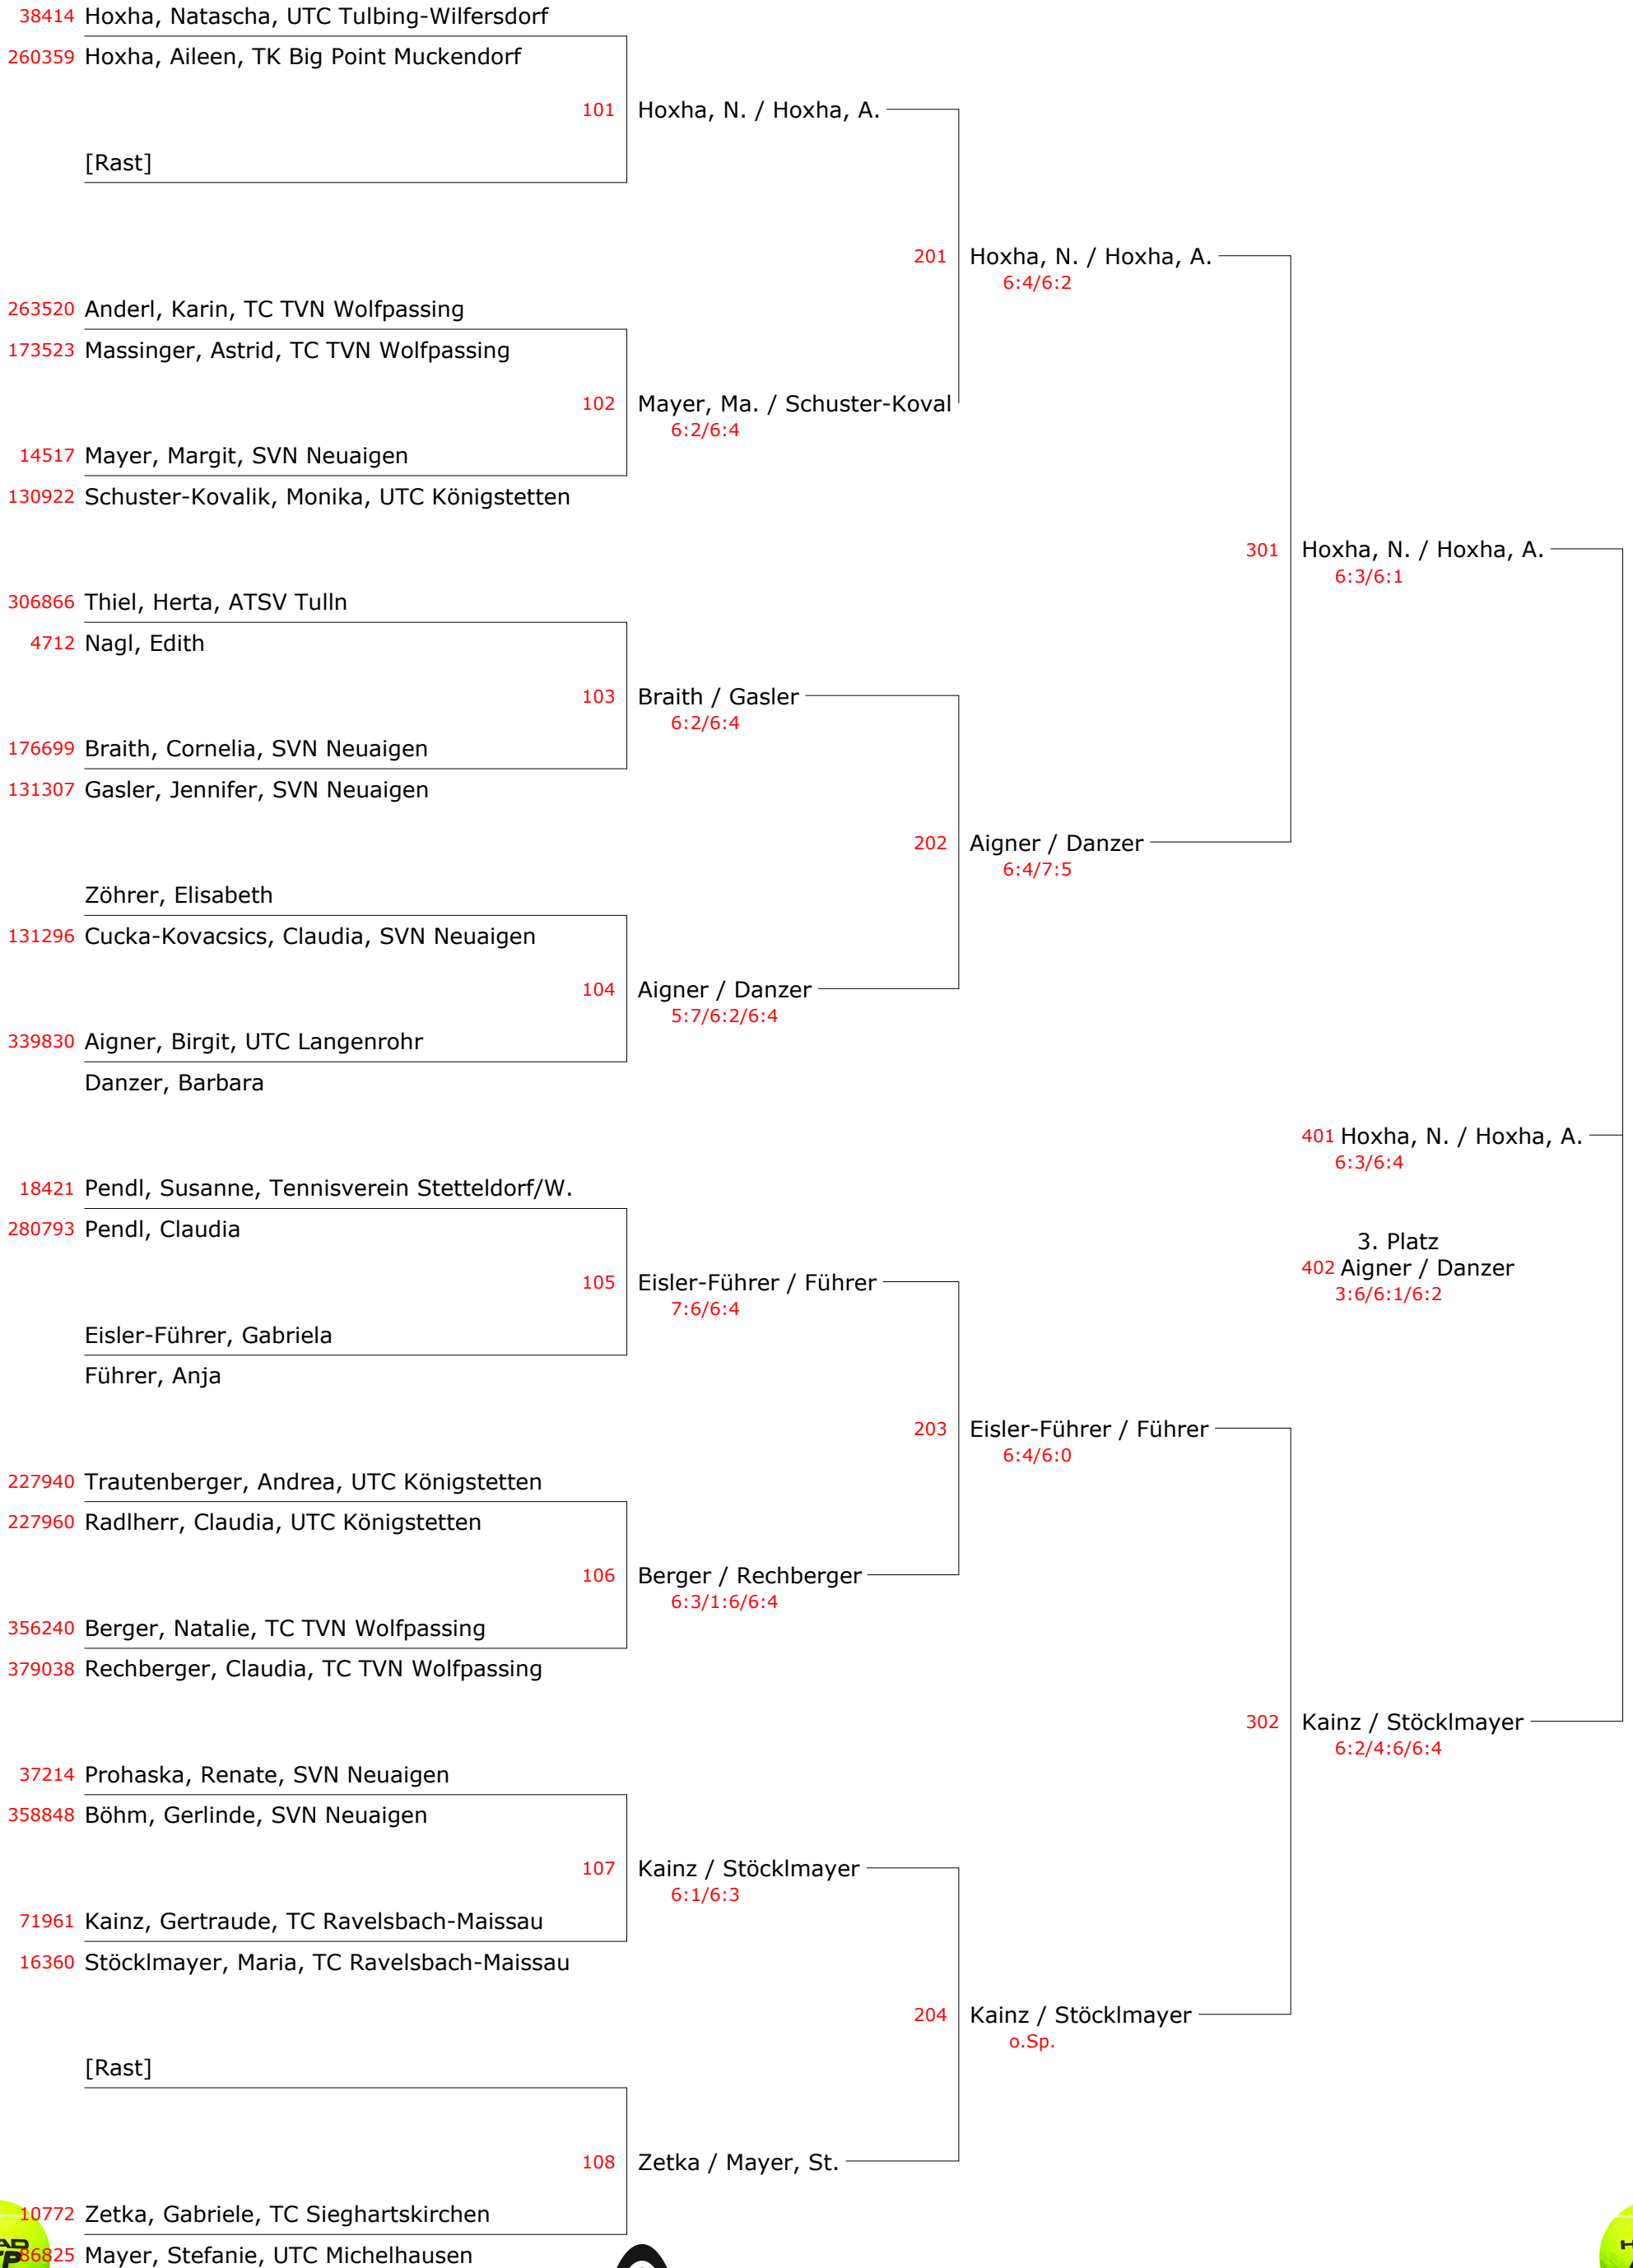 38414 Hoxha, Natascha, UTC Tulbing-Wilfersdorf
260359 Hoxha, Aileen, TK Big Point Muckendorf
101 Hoxha, N. / Hoxha, A.
[Rast]
201 Hoxha, N. / Hoxha, A.
6:4/6:2
263520 Anderl, Karin, TC TVN Wolfpassing
173523 Massinger, Astrid, TC TVN Wolfpassing
102 Mayer, Ma. / Schuster-Koval
6:2/6:4
14517 Mayer, Margit, SVN Neuaigen
130922 Schuster-Kovalik, Monika, UTC Königstetten
301 Hoxha, N. / Hoxha, A.
6:3/6:1
306866 Thiel, Herta, ATSV Tulln
4712 Nagl, Edith
103 Braith / Gasler
6:2/6:4
176699 Braith, Cornelia, SVN Neuaigen
131307 Gasler, Jennifer, SVN Neuaigen
202 Aigner / Danzer
6:4/7:5
Zöhrer, Elisabeth
131296 Cucka-Kovacsics, Claudia, SVN Neuaigen
104 Aigner / Danzer
5:7/6:2/6:4
339830 Aigner, Birgit, UTC Langenrohr
Danzer, Barbara
401 Hoxha, N. / Hoxha, A.
6:3/6:4
18421 Pendl, Susanne, Tennisverein Stetteldorf/W.
280793 Pendl, Claudia
3. Platz
402 Aigner / Danzer
3:6/6:1/6:2
105 Eisler-Führer / Führer
7:6/6:4
Eisler-Führer, Gabriela
Führer, Anja
203 Eisler-Führer / Führer
6:4/6:0
227940 Trautenberger, Andrea, UTC Königstetten
227960 Radlherr, Claudia, UTC Königstetten
106 Berger / Rechberger
6:3/1:6/6:4
356240 Berger, Natalie, TC TVN Wolfpassing
379038 Rechberger, Claudia, TC TVN Wolfpassing
302 Kainz / Stöcklmayer
6:2/4:6/6:4
37214 Prohaska, Renate, SVN Neuaigen
358848 Böhm, Gerlinde, SVN Neuaigen
107 Kainz / Stöcklmayer
6:1/6:3
71961 Kainz, Gertraude, TC Ravelsbach-Maissau
16360 Stöcklmayer, Maria, TC Ravelsbach-Maissau
204 Kainz / Stöcklmayer
o.Sp.
[Rast]
108 Zetka / Mayer, St.
10772 Zetka, Gabriele, TC Sieghartskirchen
86825 Mayer, Stefanie, UTC Michelhausen